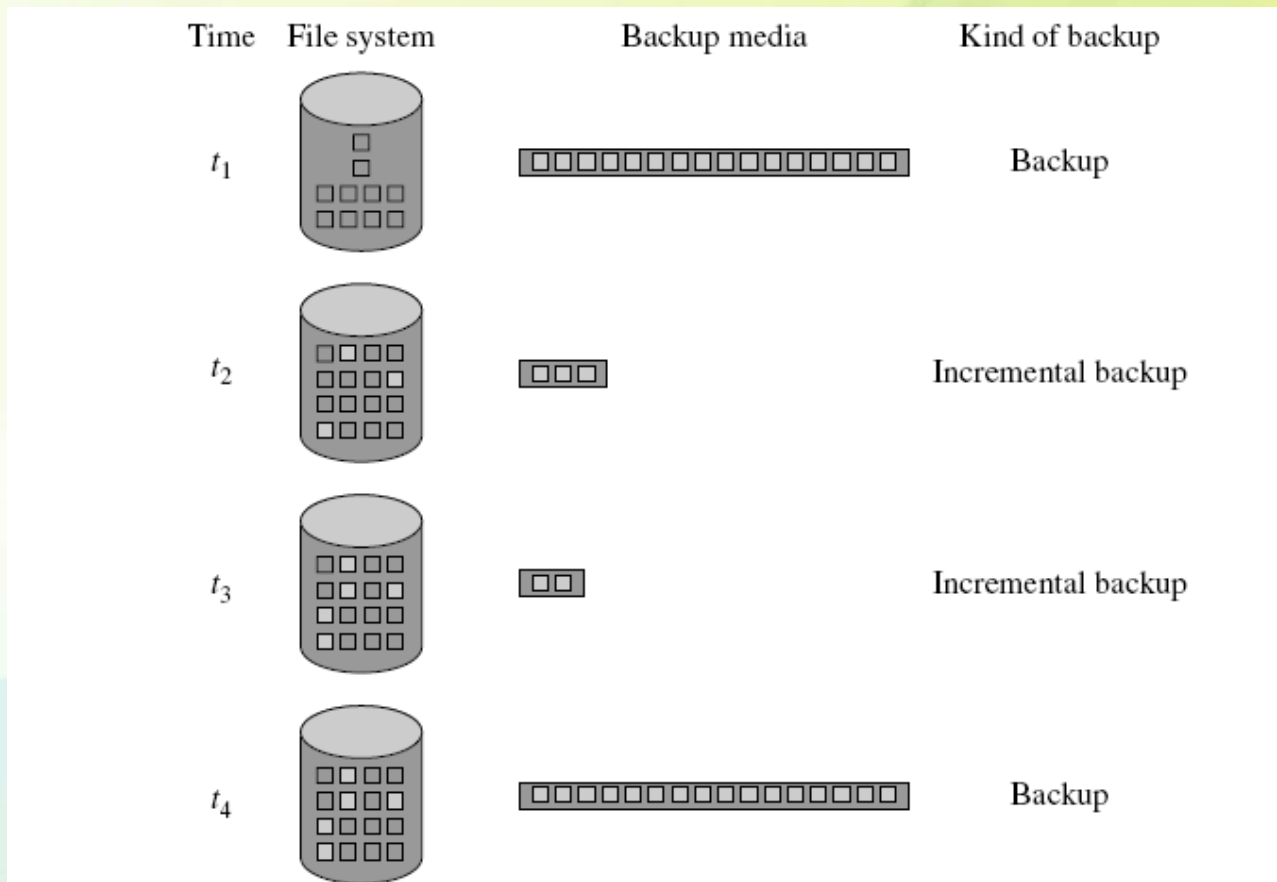 Time File system Backup media Kind of backup
t1 Backup
t2 Incremental backup
t3 Incremental backup
t4 Backup